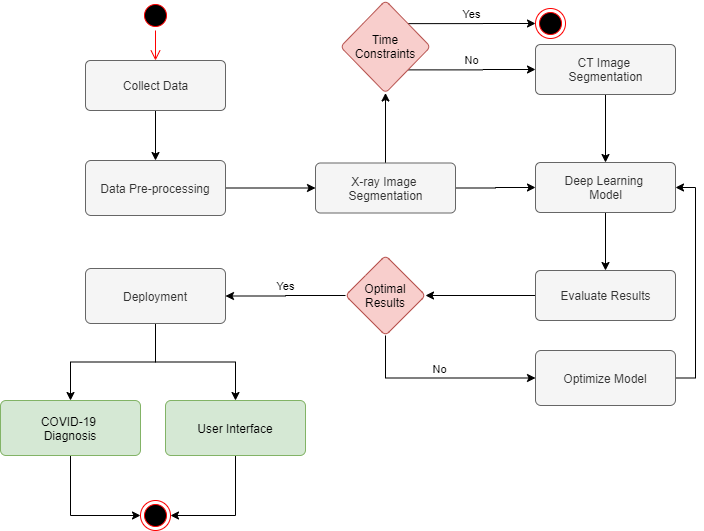 Yes
Time
Constraints
No
CT Image
Segmentation
Collect Data
Data Pre-processing
X-ray Image
Segmentation
Deep Learning
Model
Deployment
Yes
Optimal
Results
Evaluate Results
No
Optimize Model
COVID-19
Diagnosis
User Interface